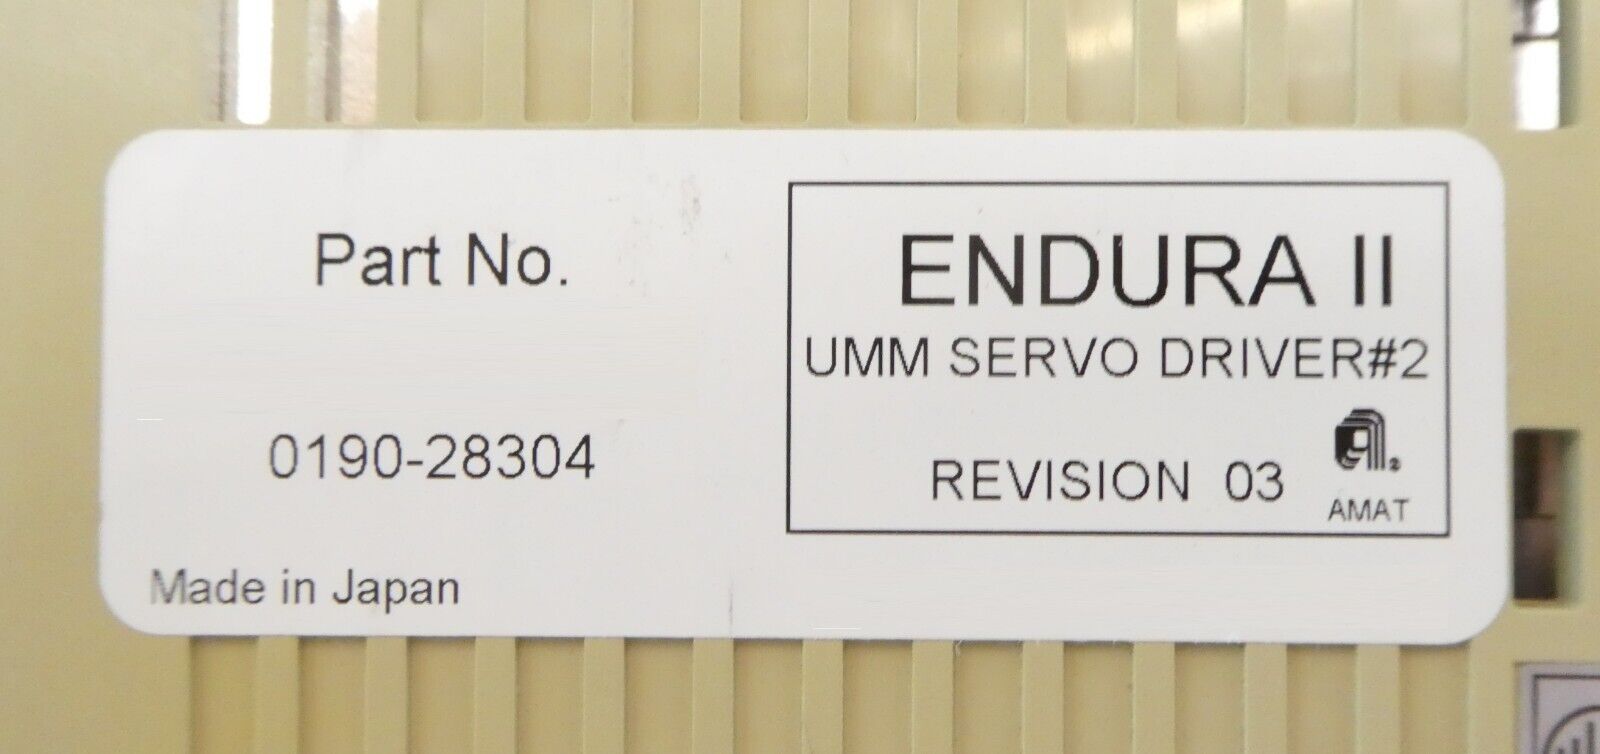 Part No.
0190-28304
Made in Japan
ENDURA II
UMM SERVO DRIVER#2
REVISION 03
AMAT